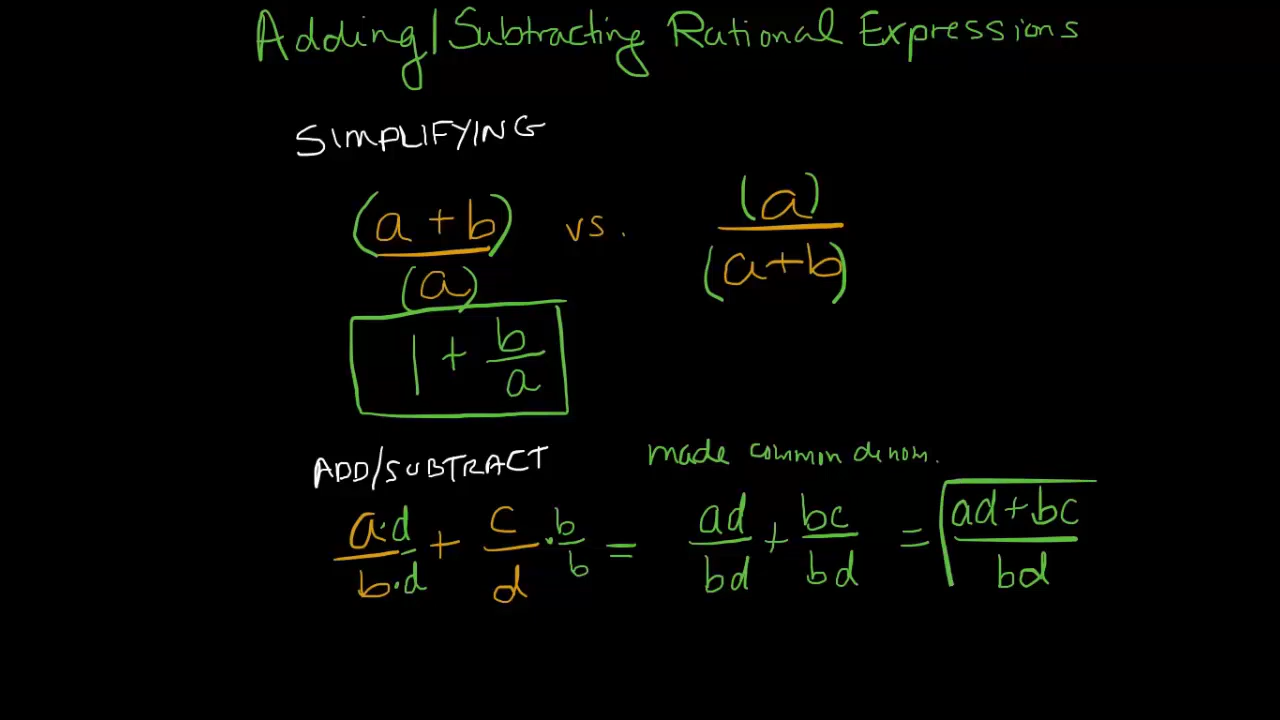 Adding/Subtracting Rational Expressions
SIMPLIFYING
(a+b)/(a) vs. (a)/(a+b)
1 + b/a
ADD/SUBTRACT made common denom.
a·d/b·d + c/d · b/b = ad/bd + bc/bd = ad+bc/bd